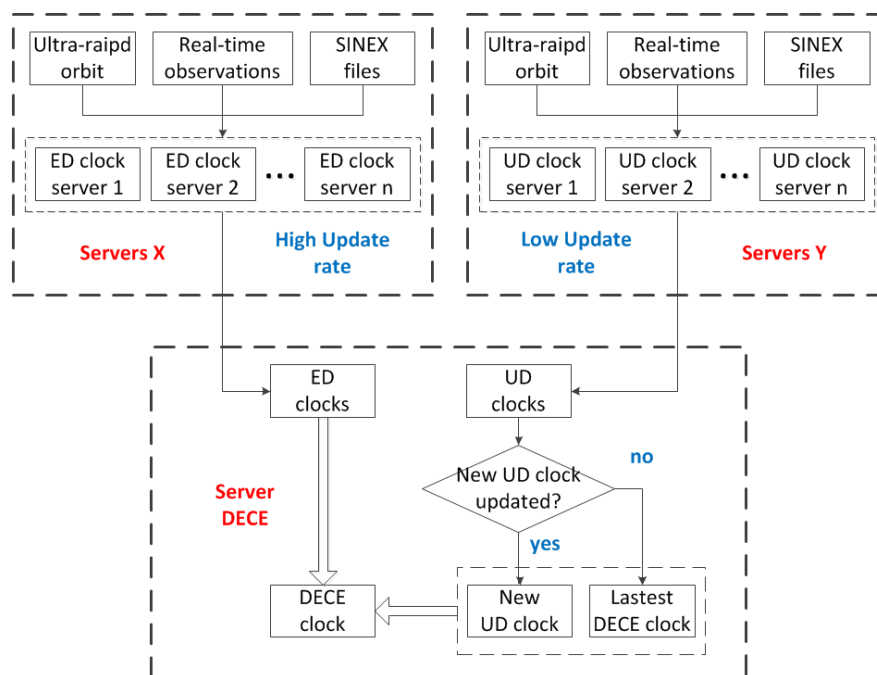 Ultra-raipd
orbit
Real-time
observations
SINEX
files
ED clock
server 1
ED clock
server 2
...
ED clock
server n
Servers X
High Update
rate
Ultra-raipd
orbit
Real-time
observations
SINEX
files
UD clock
server 1
UD clock
server 2
...
UD clock
server n
Low Update
rate
Servers Y
ED
clocks
UD
clocks
New UD clock
updated?
no
Server
DECE
yes
DECE
clock
New
UD clock
Lastest
DECE clock